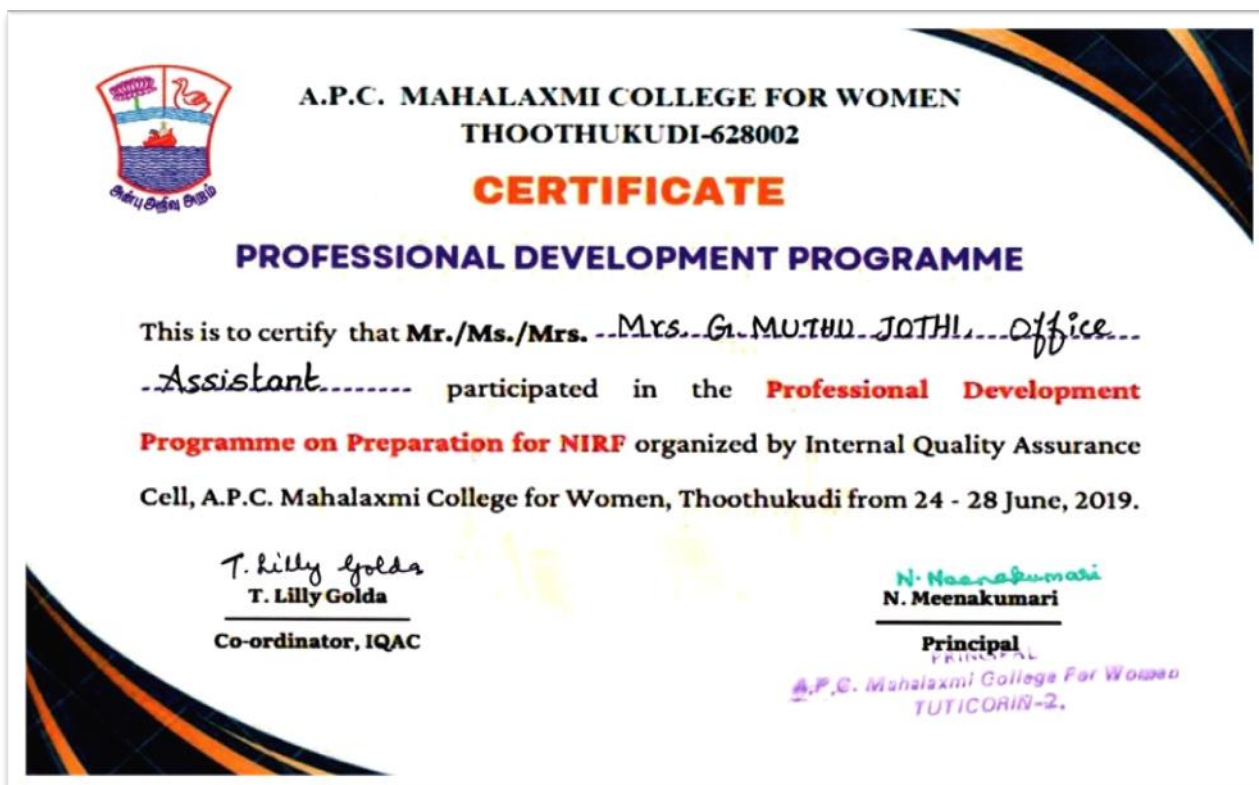 A.P.C. MAHALAXMI COLLEGE FOR WOMEN
THOOTHUKUDI-628002
அன்பு அறிவு அறம்
CERTIFICATE
PROFESSIONAL DEVELOPMENT PROGRAMME
This is to certify that Mr./Ms./Mrs. Mrs. G. MUTHU JOTHI, Office
Assistant participated in the Professional Development
Programme on Preparation for NIRF organized by Internal Quality Assurance
Cell, A.P.C. Mahalaxmi College for Women, Thoothukudi from 24 - 28 June, 2019.
T. Lilly Golda
T. Lilly Golda
Co-ordinator, IQAC
N. Meenakumari
N. Meenakumari
Principal
PRINCIPAL
A.P.C. Mahalaxmi College For Women
TUTICORIN-2.